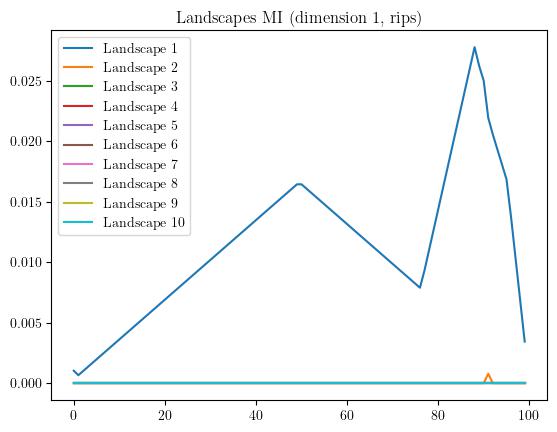 Landscapes MI (dimension 1, rips)
Landscape 1
Landscape 2
Landscape 3
Landscape 4
Landscape 5
Landscape 6
Landscape 7
Landscape 8
Landscape 9
Landscape 10
0.025
0.020
0.015
0.010
0.005
0.000
0 20 40 60 80 100